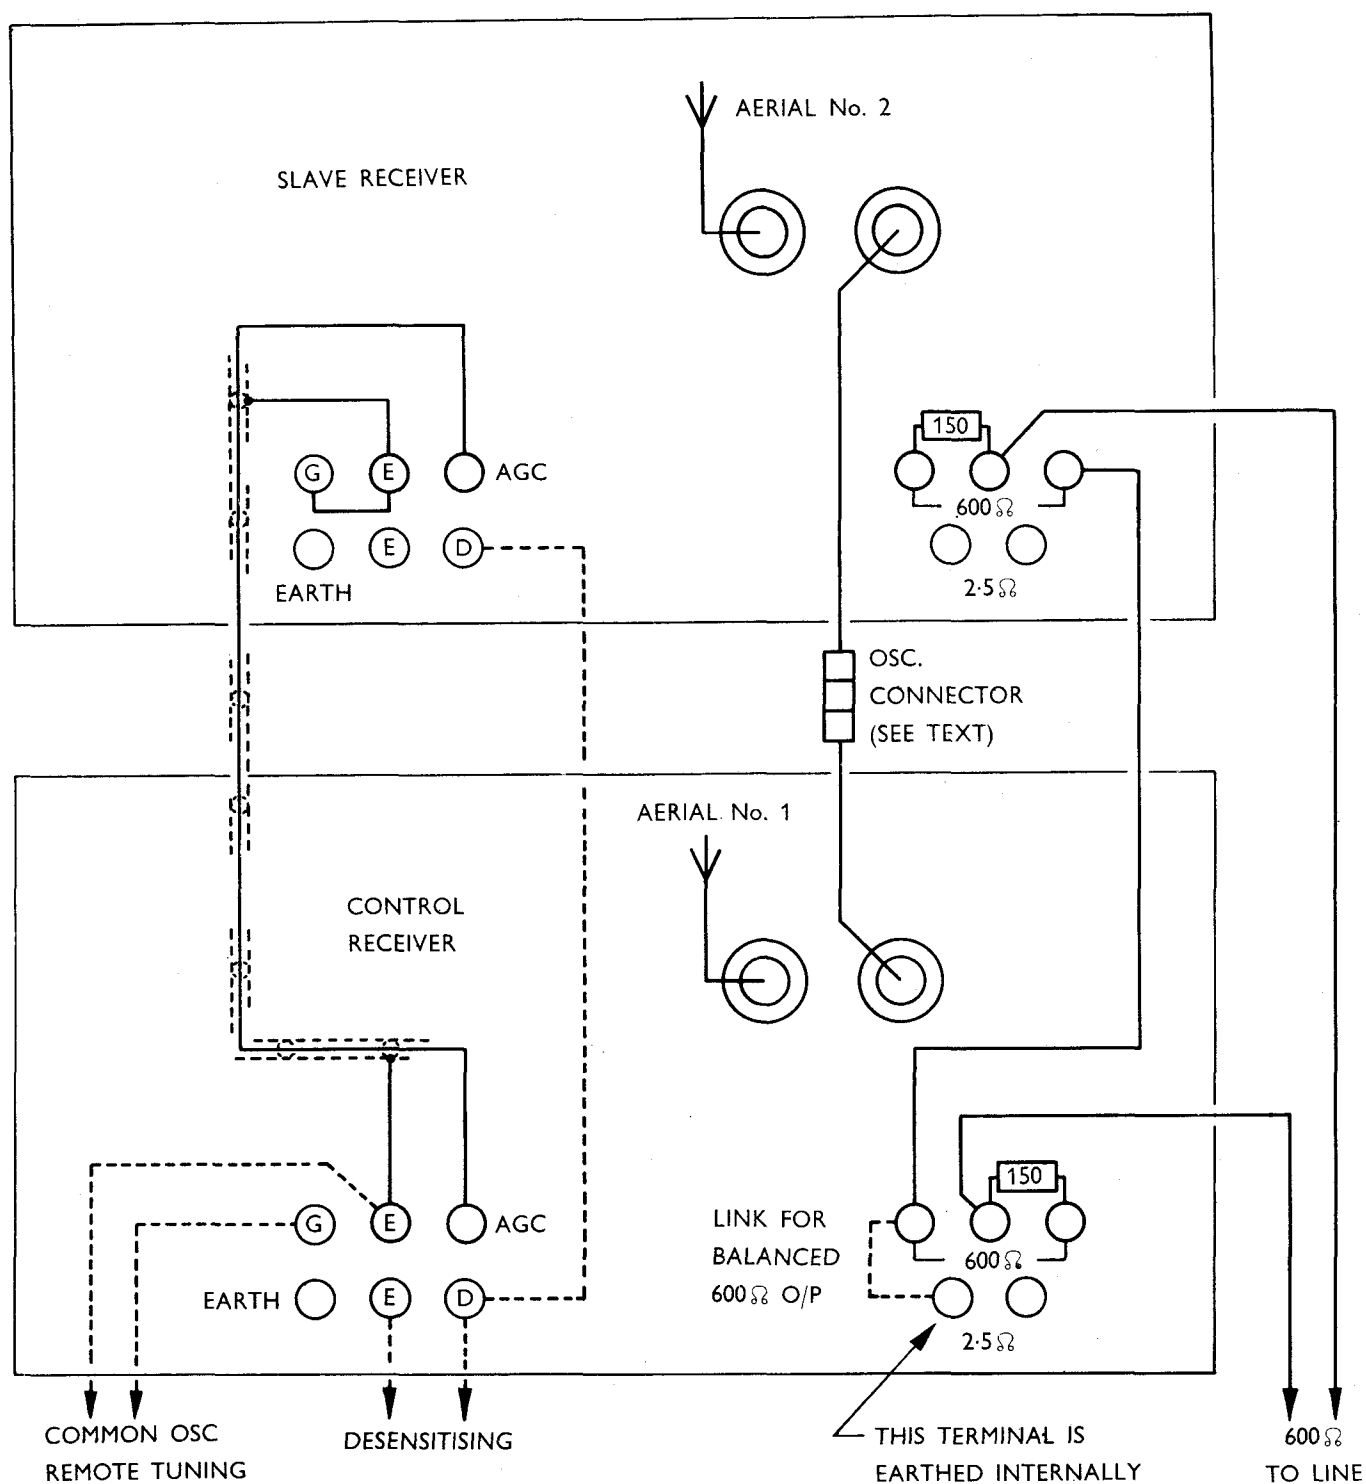 AERIAL No. 2
SLAVE RECEIVER
150
G E AGC
600Ω
E D
EARTH
2·5Ω
OSC.
CONNECTOR
(SEE TEXT)
AERIAL No. 1
CONTROL
RECEIVER
150
G E AGC
LINK FOR
BALANCED
600Ω O/P
600Ω
EARTH E D
2·5Ω
COMMON OSC
REMOTE TUNING
DESENSITISING
THIS TERMINAL IS
EARTHED INTERNALLY
600Ω
TO LINE